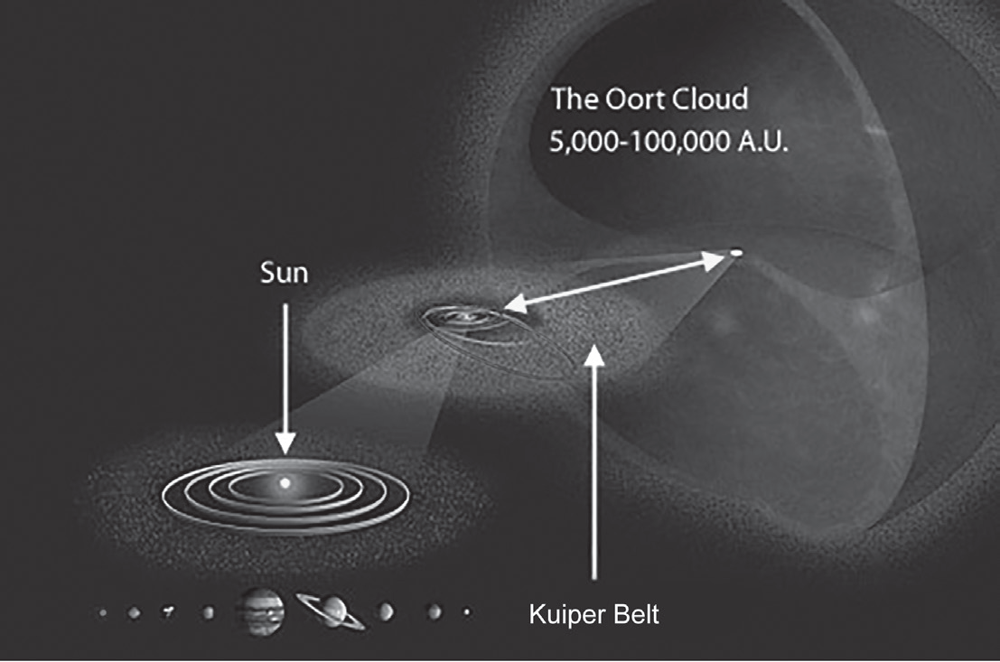 The Oort Cloud
5,000-100,000 A.U.
Sun
Kuiper Belt